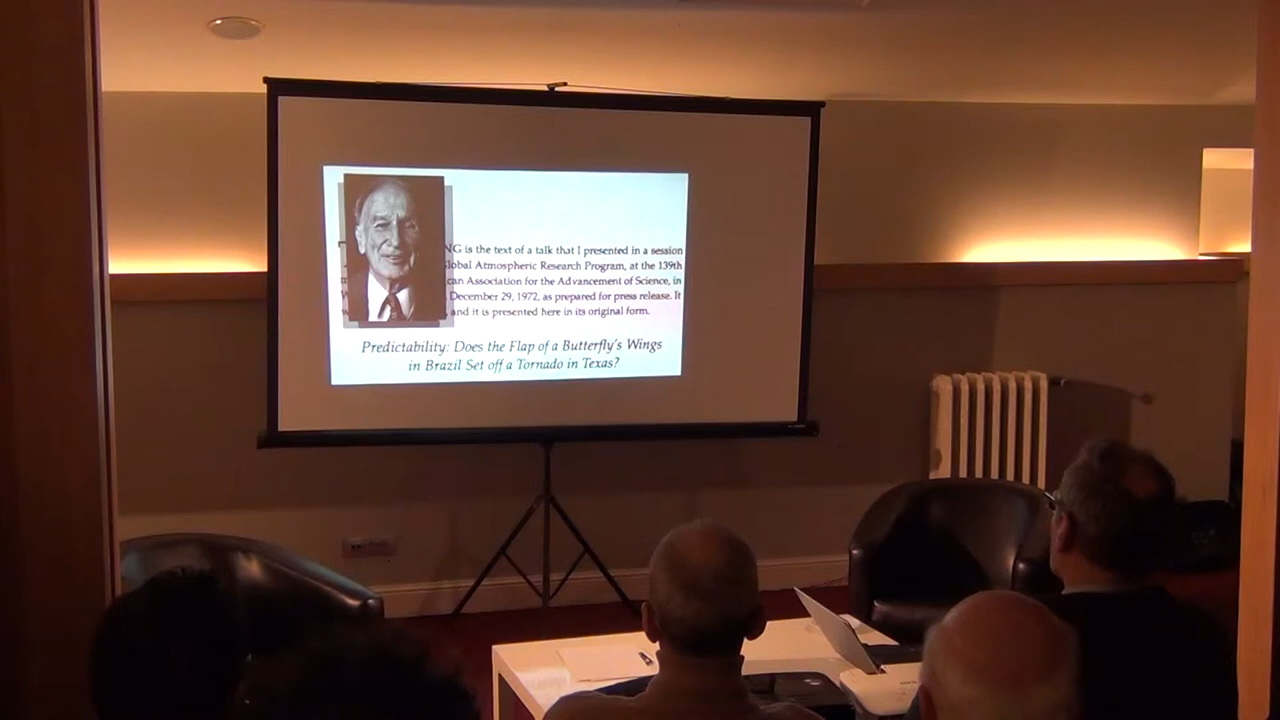 NG is the text of a talk that I presented in a session
lobal Atmospheric Research Program, at the 139th
can Association for the Advancement of Science, in
December 29, 1972, as prepared for press release. It
and it is presented here in its original form.
Predictability: Does the Flap of a Butterfly's Wings
in Brazil Set off a Tornado in Texas?